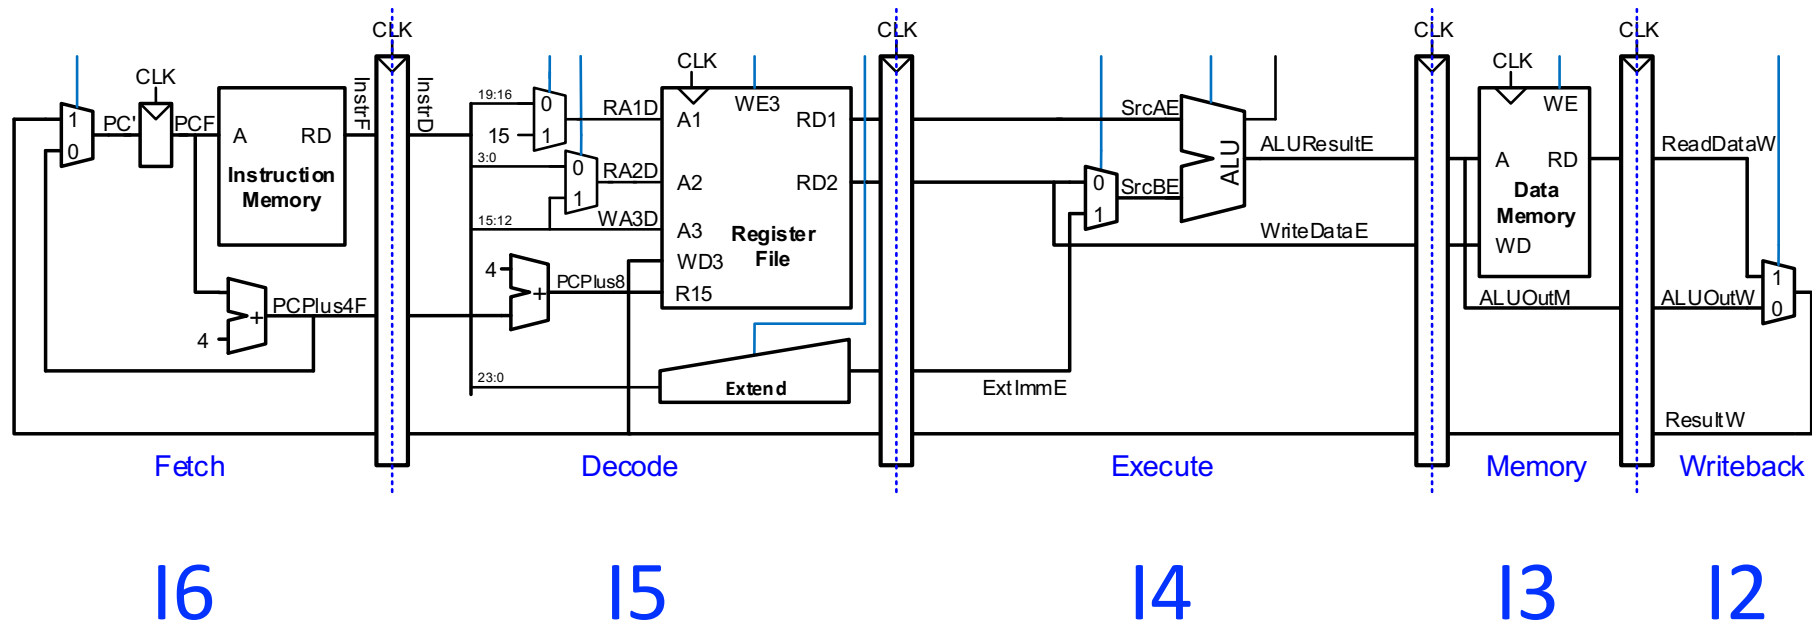 CLK CLK CLK CLK
CLK CLK CLK
InstrF InstrD
19:16 0 RA1D A1 WE3 RD1 SrcAE WE
1 PC' PCF A RD 15 1 ALUResultE ReadDataW
0 3:0 0 RA2D A2 RD2 0 SrcBE ALU A RD
Instruction Memory 1 Data Memory
15:12 WA3D A3 Register File 1 WriteDataE WD
4 WD3 1
PCPlus4F + PCPlus8 R15 ALUOutM ALUOutW 0
4 +
23:0 Extend ExtImmE
ResultW
Fetch Decode Execute Memory Writeback
I6 I5 I4 I3 I2